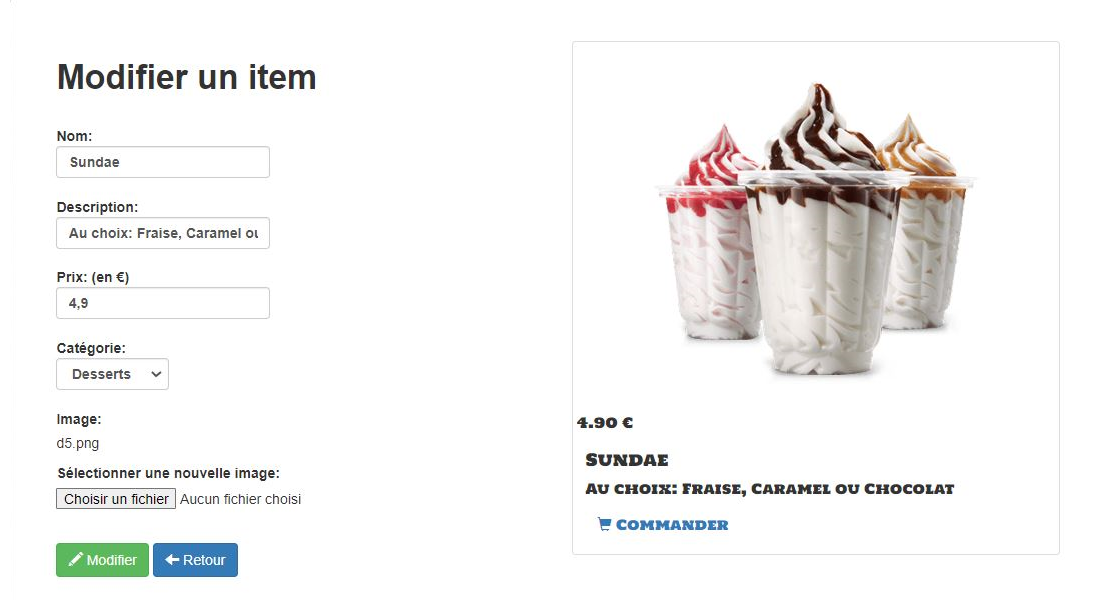 Modifier un item
Nom:
Sundae
Description:
Au choix: Fraise, Caramel ou
Prix: (en €)
4,9
Catégorie:
Desserts
Image:
d5.png
Sélectionner une nouvelle image:
Choisir un fichier Aucun fichier choisi
Modifier Retour
4.90 €
Sundae
Au choix: Fraise, Caramel ou Chocolat
Commander